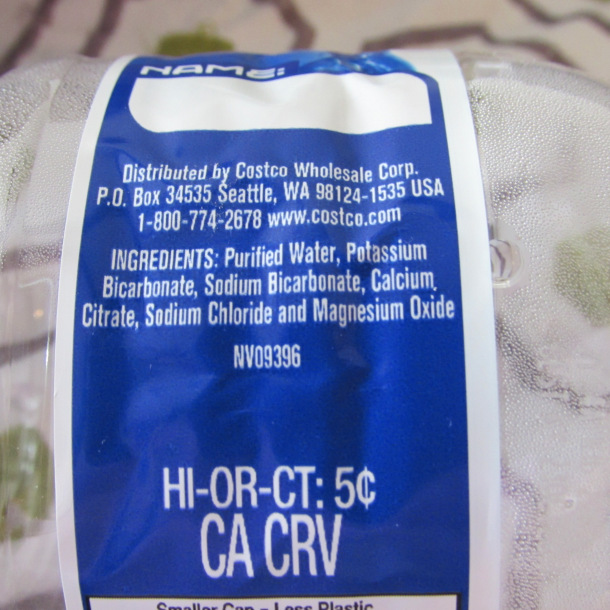 NAME:
Distributed by Costco Wholesale Corp.
P.O. Box 34535 Seattle, WA 98124-1535 USA
1-800-774-2678 www.costco.com
INGREDIENTS: Purified Water, Potassium
Bicarbonate, Sodium Bicarbonate, Calcium
Citrate, Sodium Chloride and Magnesium Oxide
NV09396
HI-OR-CT: 5¢
CA CRV
Smaller Cap - Less Plastic